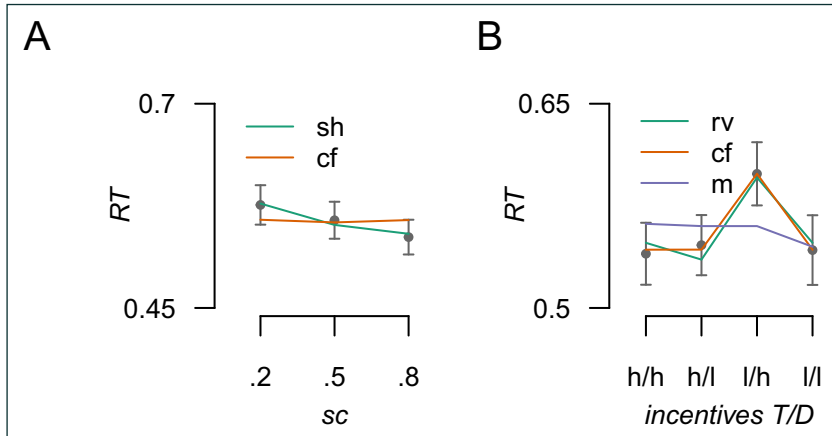 A
0.7
0.45
RT
sh
cf
.2 .5 .8
sc
B
0.65
0.5
RT
rv
cf
m
h/h h/l l/h l/l
incentives T/D